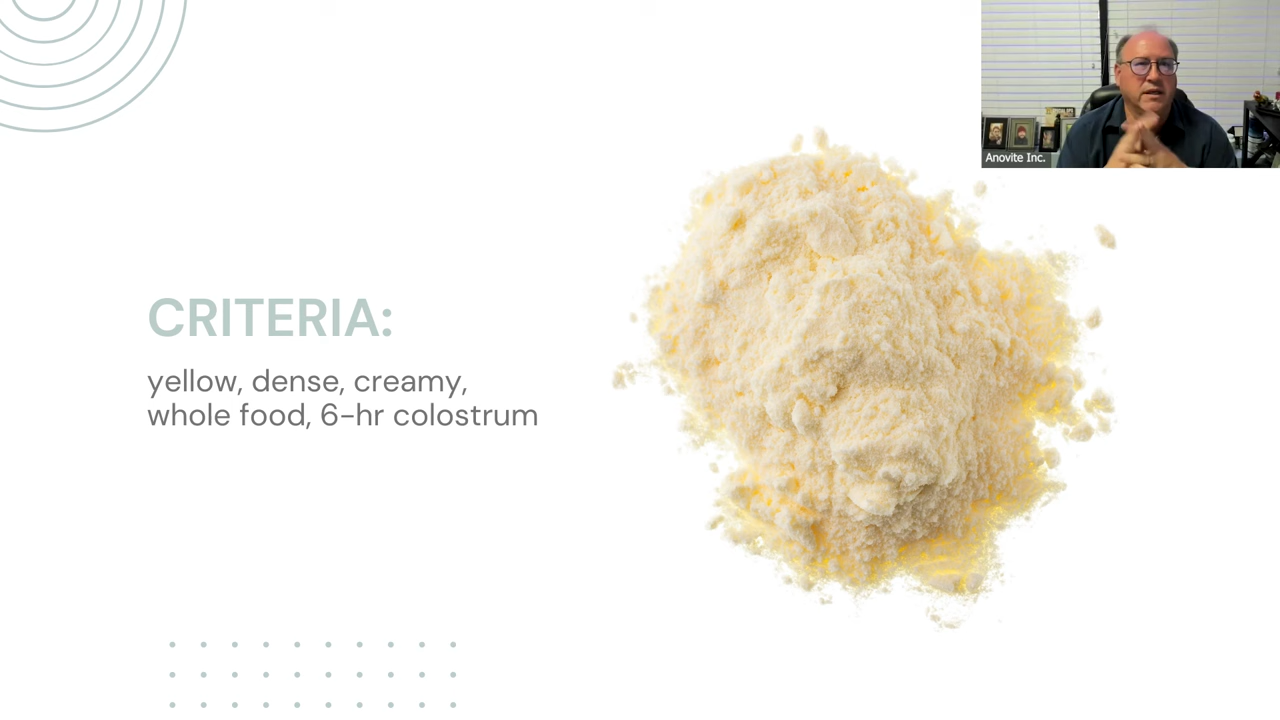 Anovite Inc.
CRITERIA:
yellow, dense, creamy,
whole food, 6-hr colostrum